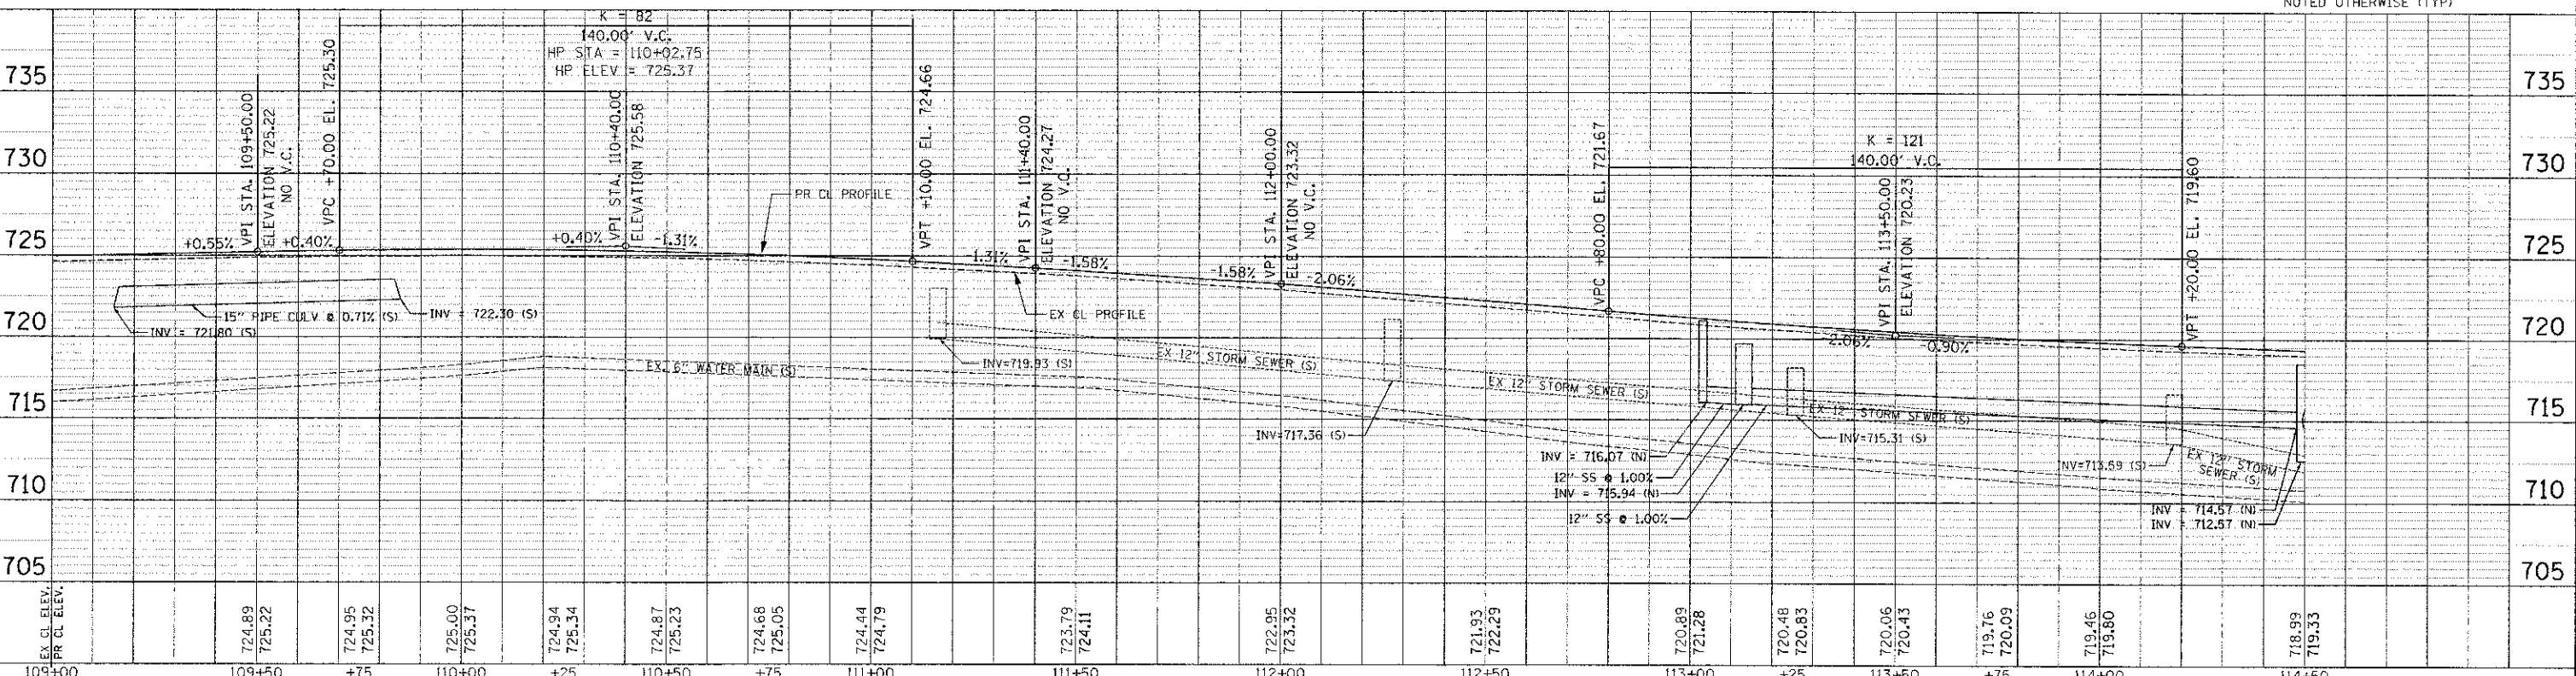 NOTED OTHERWISE (TYP)
K = 82
140.00' V.C.
HP STA = 110+02.75
HP ELEV = 725.37
735
735
730
730
725
725
720
720
715
715
710
710
705
705
+0.55%
VPI STA. 109+50.00
ELEVATION 725.22
NO V.C.
+0.40%
VPC +70.00 EL. 725.30
+0.40%
VPI STA. 110+40.00
ELEVATION 725.58
-1.31%
PR CL PROFILE
VPT +10.00 EL. 724.66
-1.31%
VPI STA. 111+40.00
ELEVATION 724.27
NO V.C.
-1.58%
EX CL PROFILE
-1.58%
VPI STA. 112+00.00
ELEVATION 723.32
NO V.C.
-2.06%
VPC +80.00 EL. 721.67
K = 121
140.00' V.C.
-2.06%
VPI STA. 113+50.00
ELEVATION 720.23
-0.90%
VPT +20.00 EL. 719.60
15" PIPE CULV @ 0.71% (S)
INV = 722.30 (S)
INV = 721.80 (S)
EX. 6" WATER MAIN (S)
INV=719.93 (S)
EX 12" STORM SEWER (S)
INV=717.36 (S)
EX 12" STORM SEWER (S)
INV = 716.07 (N)
12" SS @ 1.00%
INV = 715.94 (N)
12" SS @ 1.00%
EX 12" STORM SEWER (S)
INV=715.31 (S)
INV=713.59 (S)
EX 12" STORM
SEWER (S)
INV = 714.57 (N)
INV = 712.57 (N)
EX CL ELEV.
PR CL ELEV.
724.89
725.22
724.95
725.32
725.00
725.37
724.94
725.34
724.87
725.23
724.68
725.05
724.44
724.79
723.79
724.11
722.95
723.32
721.93
722.29
720.89
721.28
720.48
720.83
720.06
720.43
719.76
720.09
719.46
719.80
718.99
719.33
109+00
109+50
+75
110+00
+25
110+50
+75
111+00
111+50
112+00
112+50
113+00
+25
113+50
+75
114+00
114+50